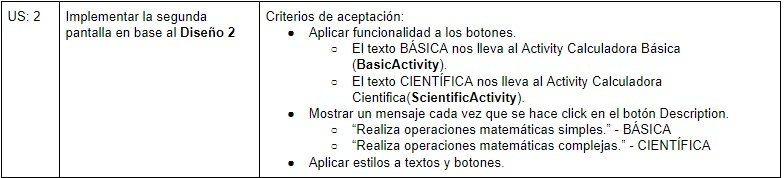 US: 2
Implementar la segunda
pantalla en base al Diseño 2
Criterios de aceptación:
● Aplicar funcionalidad a los botones.
○ El texto BÁSICA nos lleva al Activity Calculadora Básica
(BasicActivity).
○ El texto CIENTÍFICA nos lleva al Activity Calculadora
Cientifica(ScientificActivity).
● Mostrar un mensaje cada vez que se hace click en el botón Description.
○ “Realiza operaciones matemáticas simples.” - BÁSICA
○ “Realiza operaciones matemáticas complejas.” - CIENTÍFICA
● Aplicar estilos a textos y botones.